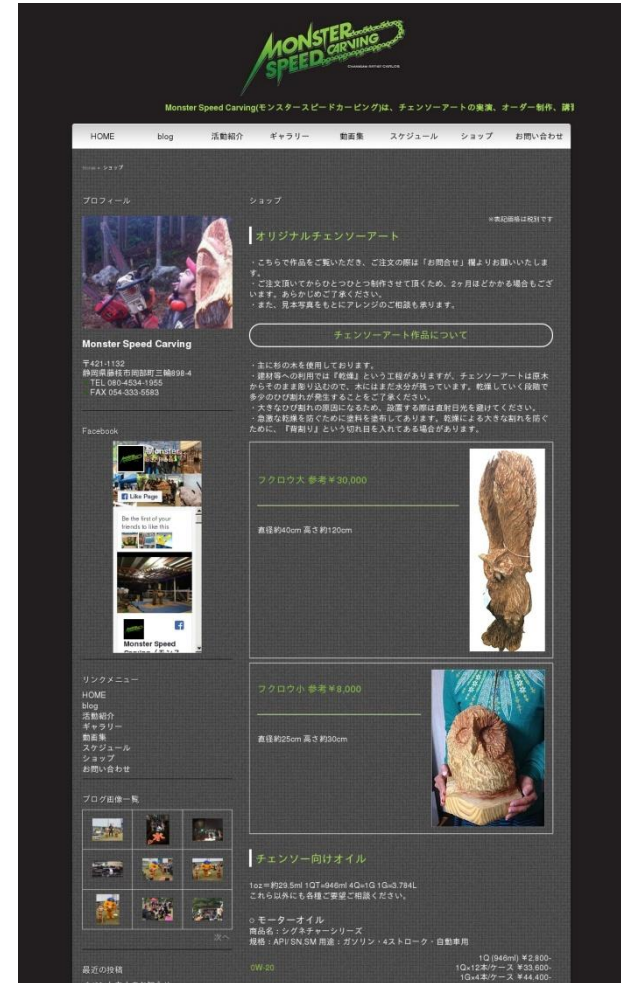 MONSTER
SPEED CARVING
CHAINSAW ARTIST CARLOS
Monster Speed Carving(モンスタースピードカービング)は、チェンソーアートの実演、オーダー制作、講習
HOME
blog
活動紹介
ギャラリー
動画集
スケジュール
ショップ
お問い合わせ
Home » ショップ
プロフィール
Monster Speed Carving
〒421-1132
静岡県藤枝市岡部町三輪898-4
TEL 080-4534-1955
FAX 054-333-5583
Facebook
Monster
Like Page
Be the first of your
friends to like this
Monster Speed
リンクメニュー
HOME
blog
活動紹介
ギャラリー
動画集
スケジュール
ショップ
お問い合わせ
ブログ画像一覧
次へ
最近の投稿
ショップ
※表記価格は税別です
オリジナルチェンソーアート
・こちらで作品をご覧いただき、ご注文の際は「お問合せ」欄よりお願いいたしま
す。
・ご注文頂いてからひとつひとつ制作させて頂くため、2ヶ月ほどかかる場合もござ
います。あらかじめご了承ください。
・また、見本写真をもとにアレンジのご相談も承ります。
チェンソーアート作品について
・主に杉の木を使用しております。
・建材等への利用では『乾燥』という工程がありますが、チェンソーアートは原木
からそのまま彫り込むので、木にはまだ水分が残っています。乾燥していく段階で
多少のひび割れが発生することをご了承ください。
・大きなひび割れの原因になるため、設置する際は直射日光を避けてください。
・急激な乾燥を防ぐために塗料を塗布してあります。乾燥による大きな割れを防ぐ
ために、『背割り』という切れ目を入れてある場合があります。
フクロウ大 参考￥30,000
直径約40cm 高さ約120cm
フクロウ小 参考￥8,000
直径約25cm 高さ約30cm
チェンソー向けオイル
1oz＝約29.5ml 1QT=946ml 4Q=1G 1G=3.784L
これら以外にも各種ご要望ご相談ください。
○ モーターオイル
商品名：シグネチャーシリーズ
規格：API/ SN,SM 用途：ガソリン・4ストローク・自動車用
0W-20
1Q (946ml) ￥2,800-
1Q×12本/ケース ￥33,600-
1G×4本/ケース ￥44,400-